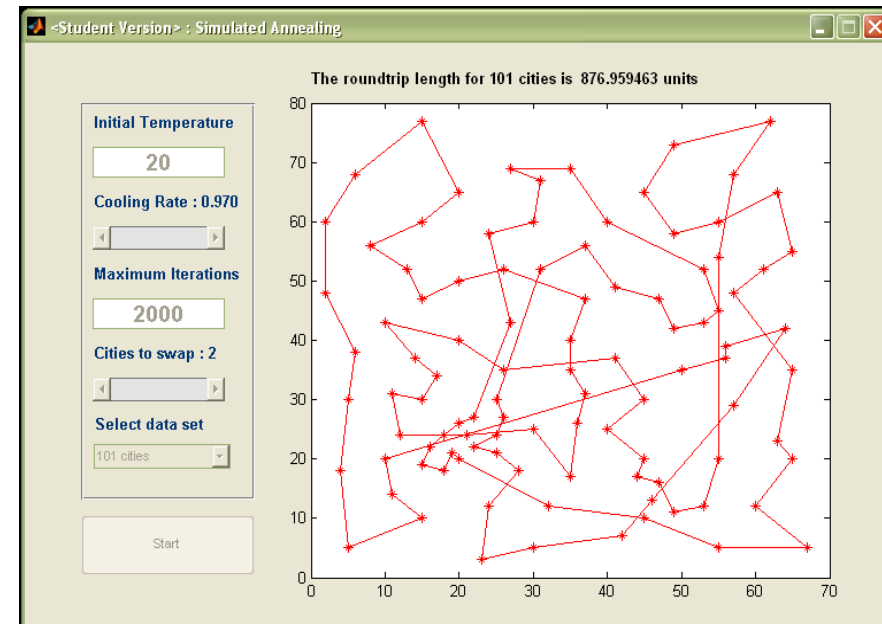 <Student Version> : Simulated Annealing
The roundtrip length for 101 cities is 876.959463 units
Initial Temperature
20
Cooling Rate : 0.970
Maximum Iterations
2000
Cities to swap : 2
Select data set
101 cities
Start
80
70
60
50
40
30
20
10
0
0 10 20 30 40 50 60 70